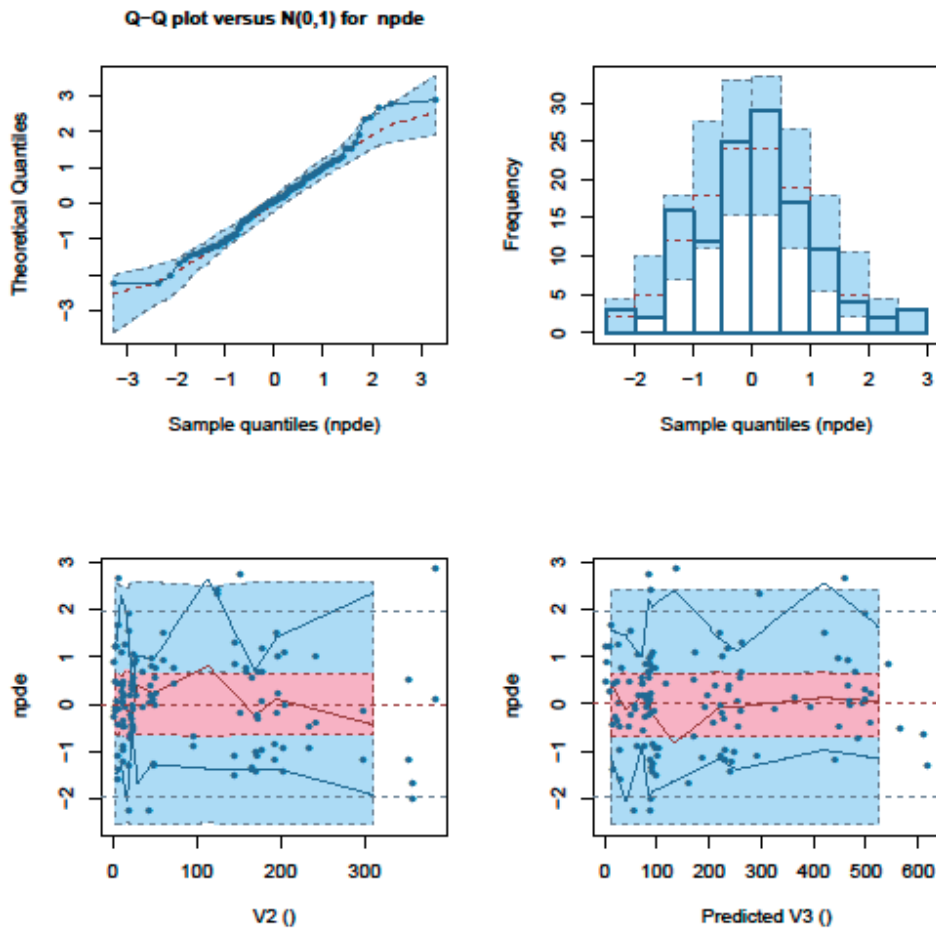 Q−Q plot versus N(0,1) for npde
Theoretical Quantiles
3
2
1
0
−1
−3
−3 −2 −1 0 1 2 3
Sample quantiles (npde)
Frequency
30
25
20
15
10
5
0
−2 −1 0 1 2 3
Sample quantiles (npde)
npde
3
2
1
0
−1
−2
0 100 200 300
V2 ()
npde
3
2
1
0
−1
−2
0 100 200 300 400 500 600
Predicted V3 ()